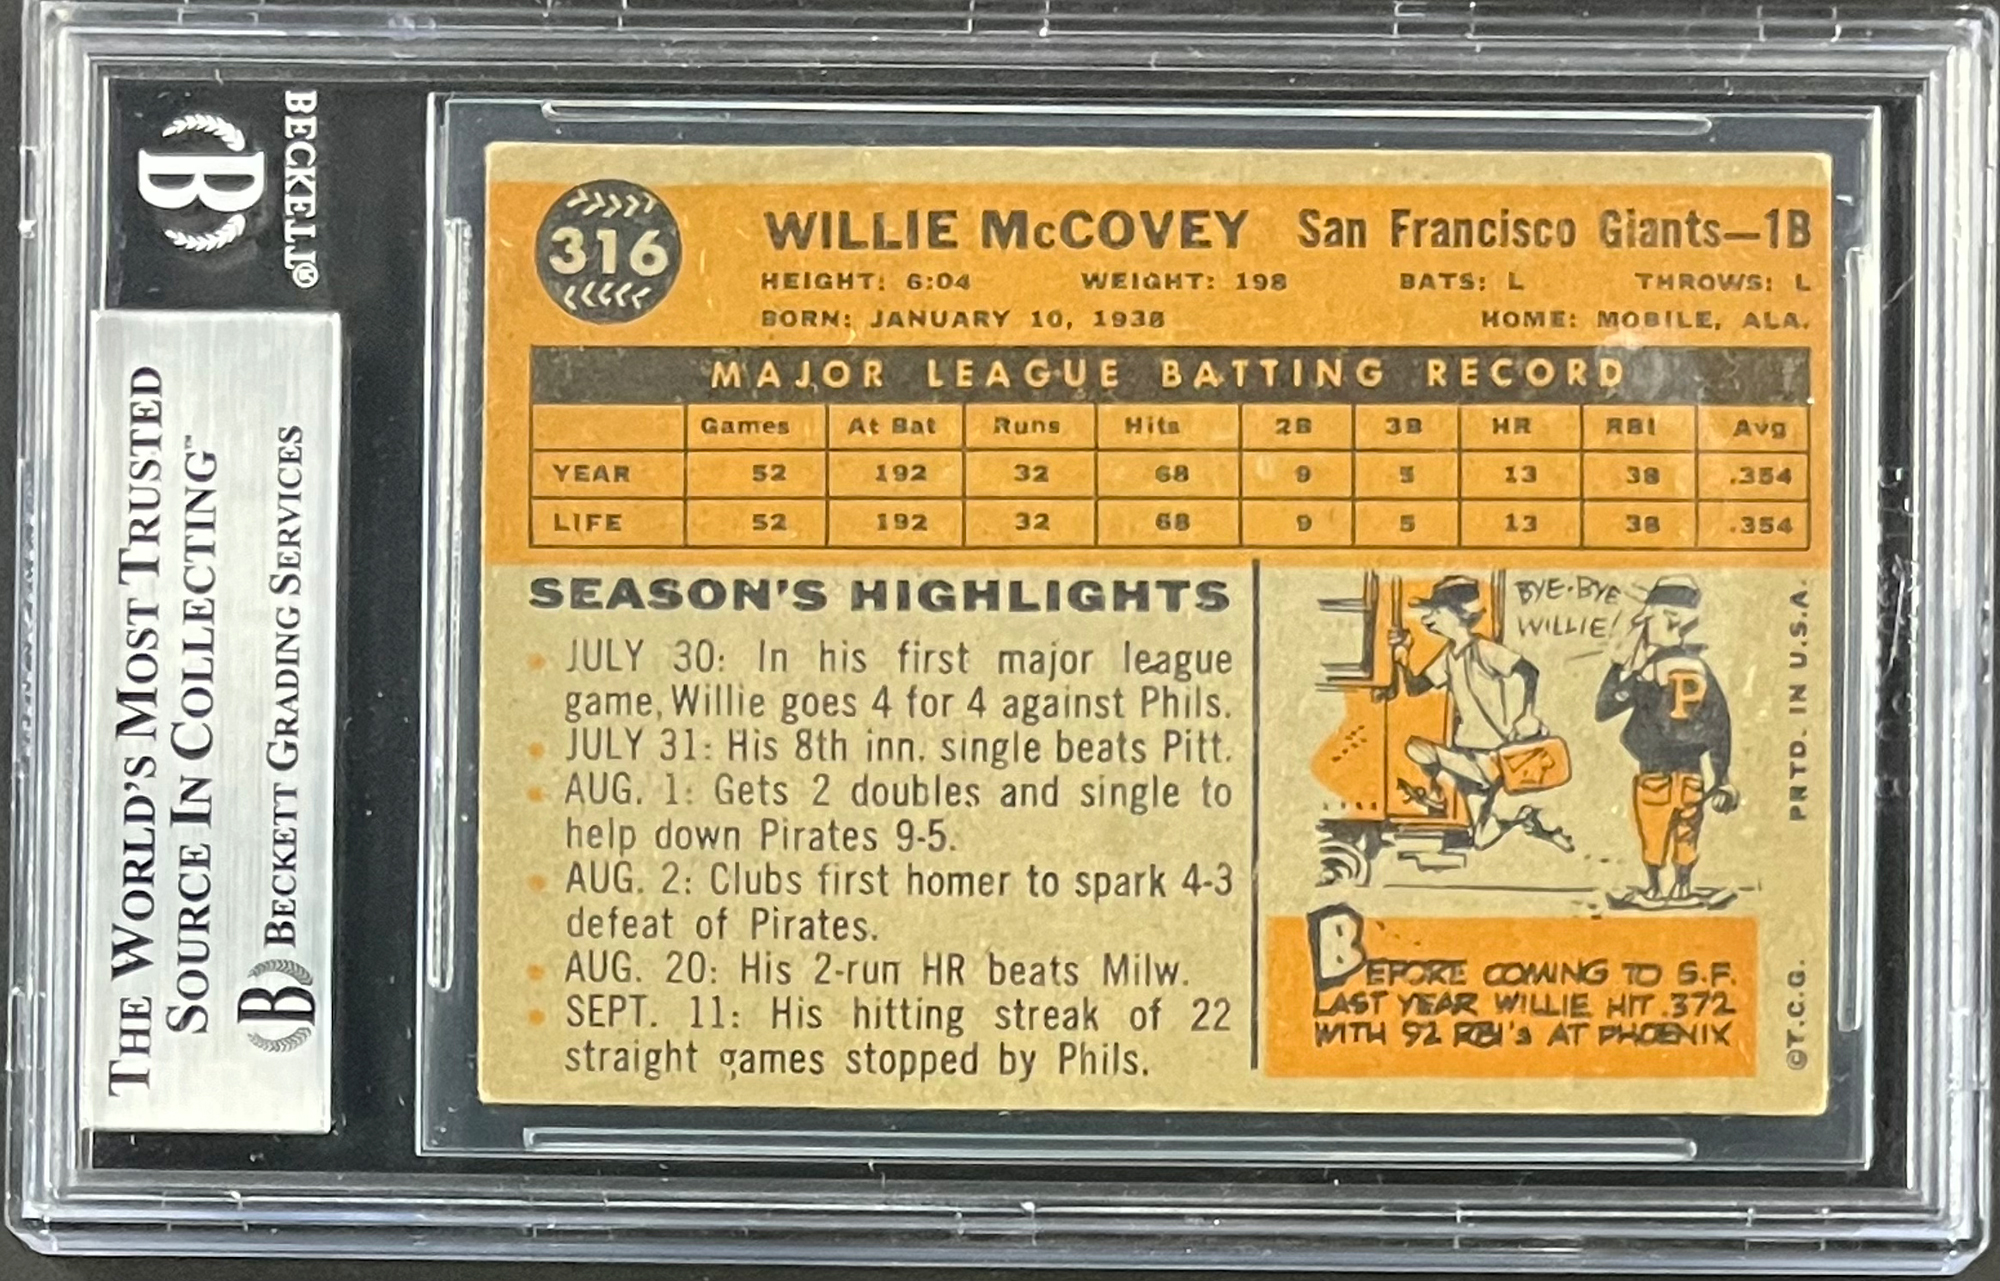 BECKETT®
B
THE WORLD'S MOST TRUSTED
SOURCE IN COLLECTING™
B BECKETT GRADING SERVICES
316
WILLIE McCOVEY San Francisco Giants—1B
HEIGHT: 6:04 WEIGHT: 198 BATS: L THROWS: L
BORN: JANUARY 10, 1938 HOME: MOBILE, ALA.
MAJOR LEAGUE BATTING RECORD
Games At Bat Runs Hits 2B 3B HR RBI Avg
YEAR 52 192 32 68 9 5 13 38 .354
LIFE 52 192 32 68 9 5 13 38 .354
SEASON'S HIGHLIGHTS
• JULY 30: In his first major league
game, Willie goes 4 for 4 against Phils.
• JULY 31: His 8th inn. single beats Pitt.
• AUG. 1: Gets 2 doubles and single to
help down Pirates 9-5.
• AUG. 2: Clubs first homer to spark 4-3
defeat of Pirates.
• AUG. 20: His 2-run HR beats Milw.
• SEPT. 11: His hitting streak of 22
straight games stopped by Phils.
BYE-BYE
WILLIE!
P
BEFORE COMING TO S.F.
LAST YEAR WILLIE HIT .372
WITH 92 RBI's AT PHOENIX
©T.C.G. PRTD. IN U.S.A.